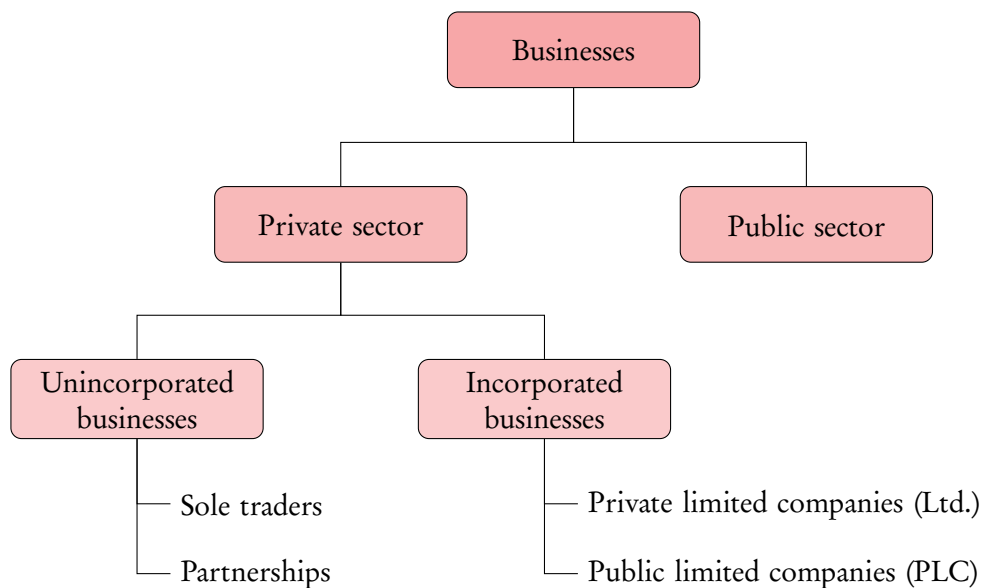 Businesses
Private sector
Public sector
Unincorporated
businesses
Incorporated
businesses
Sole traders
Partnerships
Private limited companies (Ltd.)
Public limited companies (PLC)